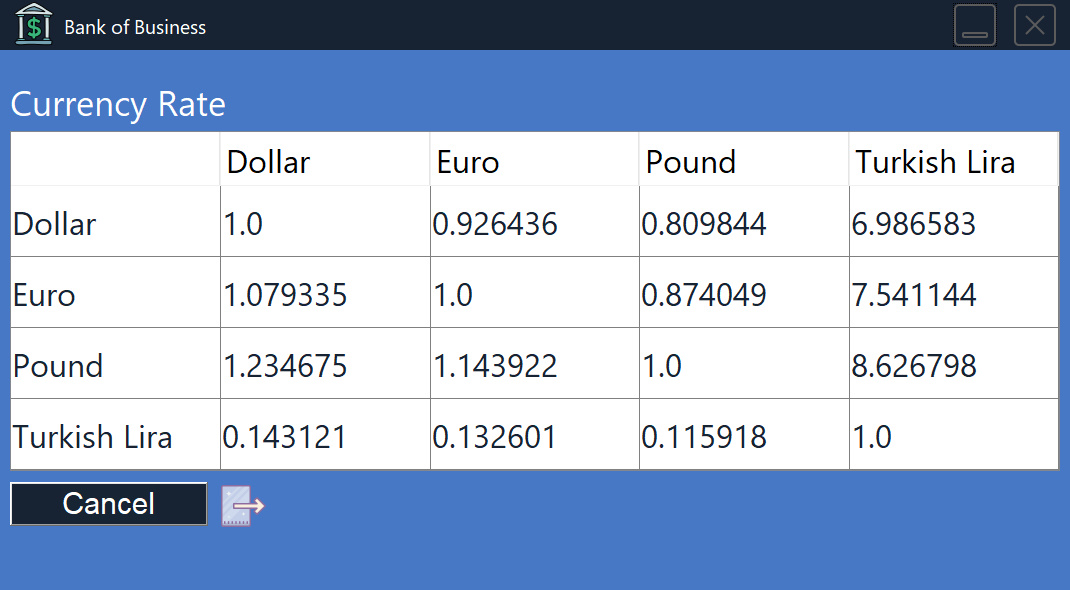 Bank of Business
Currency Rate
Dollar Euro Pound Turkish Lira
Dollar 1.0 0.926436 0.809844 6.986583
Euro 1.079335 1.0 0.874049 7.541144
Pound 1.234675 1.143922 1.0 8.626798
Turkish Lira 0.143121 0.132601 0.115918 1.0
Cancel